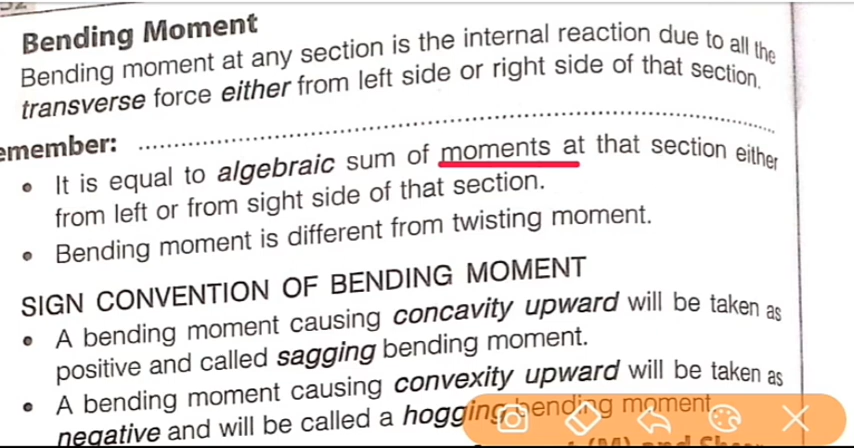 Bending Moment
Bending moment at any section is the internal reaction due to all the
transverse force either from left side or right side of that section.
emember:
• It is equal to algebraic sum of moments at that section either
from left or from sight side of that section.
• Bending moment is different from twisting moment.
SIGN CONVENTION OF BENDING MOMENT
• A bending moment causing concavity upward will be taken as
positive and called sagging bending moment.
• A bending moment causing convexity upward will be taken as
negative and will be called a hogging bending moment